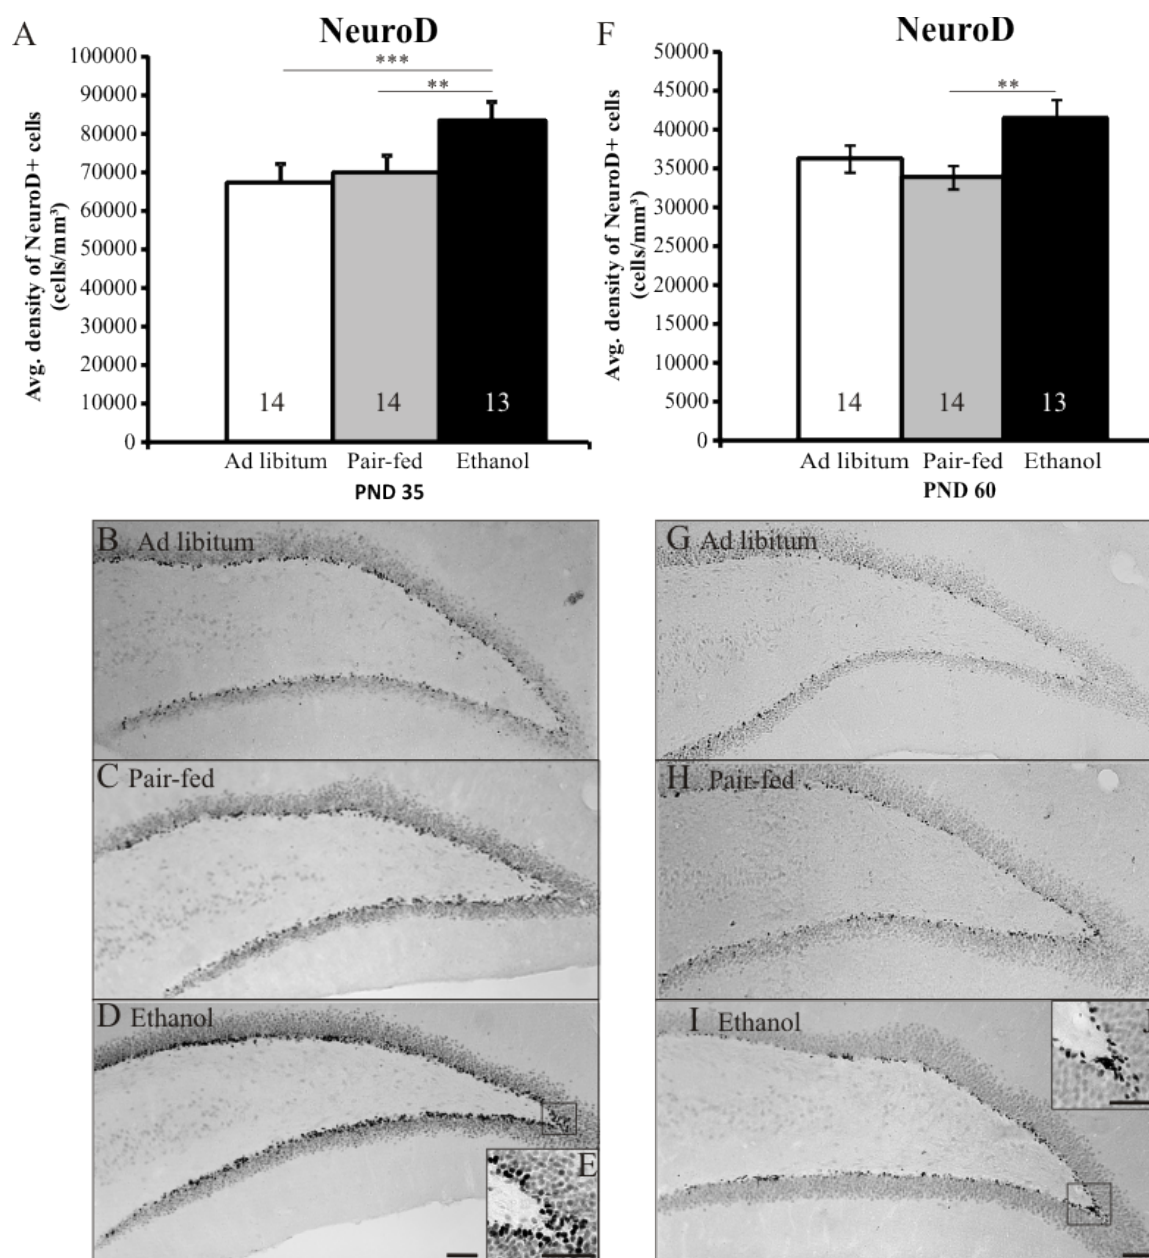 A
NeuroD
Avg. density of NeuroD+ cells
(cells/mm³)
100000
90000
80000
70000
60000
50000
40000
30000
20000
10000
0
***
**
14
14
13
Ad libitum
Pair-fed
Ethanol
PND 35
F
NeuroD
Avg. density of NeuroD+ cells
(cells/mm³)
50000
45000
40000
35000
30000
25000
20000
15000
10000
5000
0
**
14
14
13
Ad libitum
Pair-fed
Ethanol
PND 60
B Ad libitum
C Pair-fed
D Ethanol
E
G Ad libitum
H Pair-fed
I Ethanol